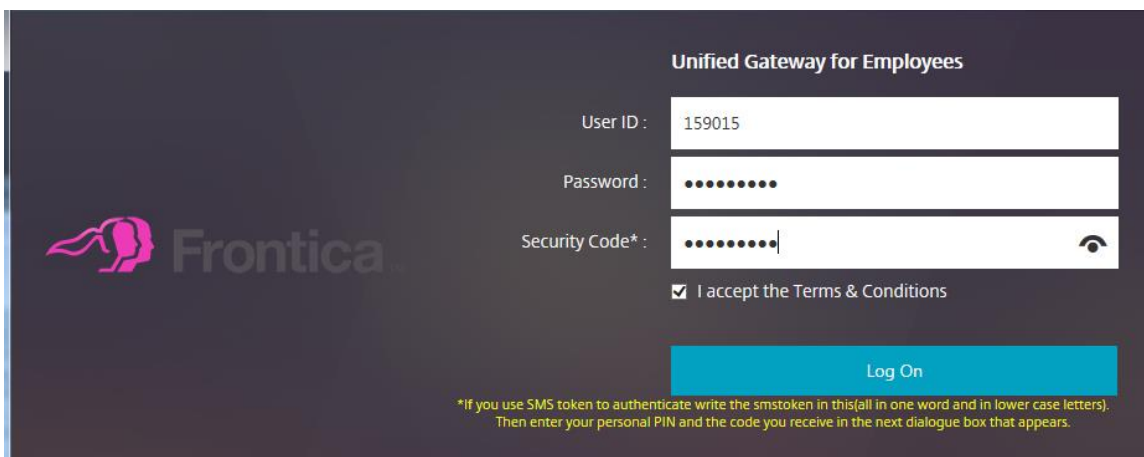 Unified Gateway for Employees
User ID :
159015
Password :
•••••••••
Frontica
Security Code* :
•••••••••
I accept the Terms & Conditions
Log On
*If you use SMS token to authenticate write the smstoken in this(all in one word and in lower case letters).
Then enter your personal PIN and the code you receive in the next dialogue box that appears.